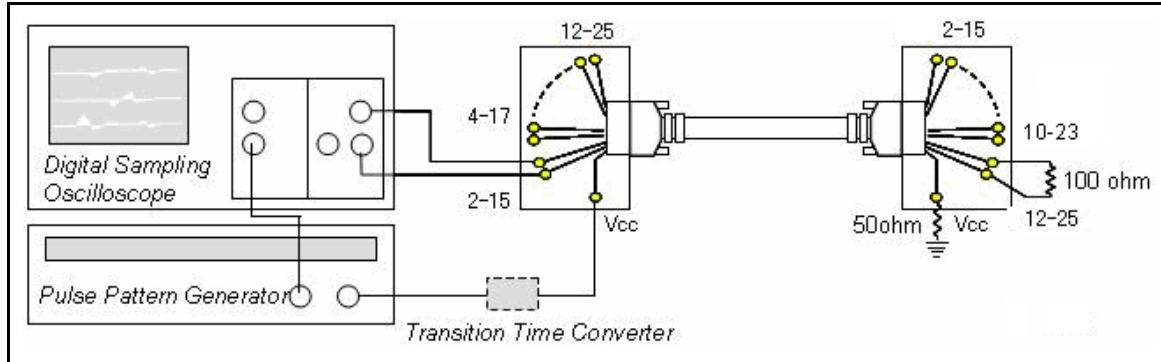 12-25
2-15
4-17
10-23
Digital Sampling
Oscilloscope
100 ohm
2-15
12-25
Vcc
50ohm
Vcc
Pulse Pattern Generator
Transition Time Converter